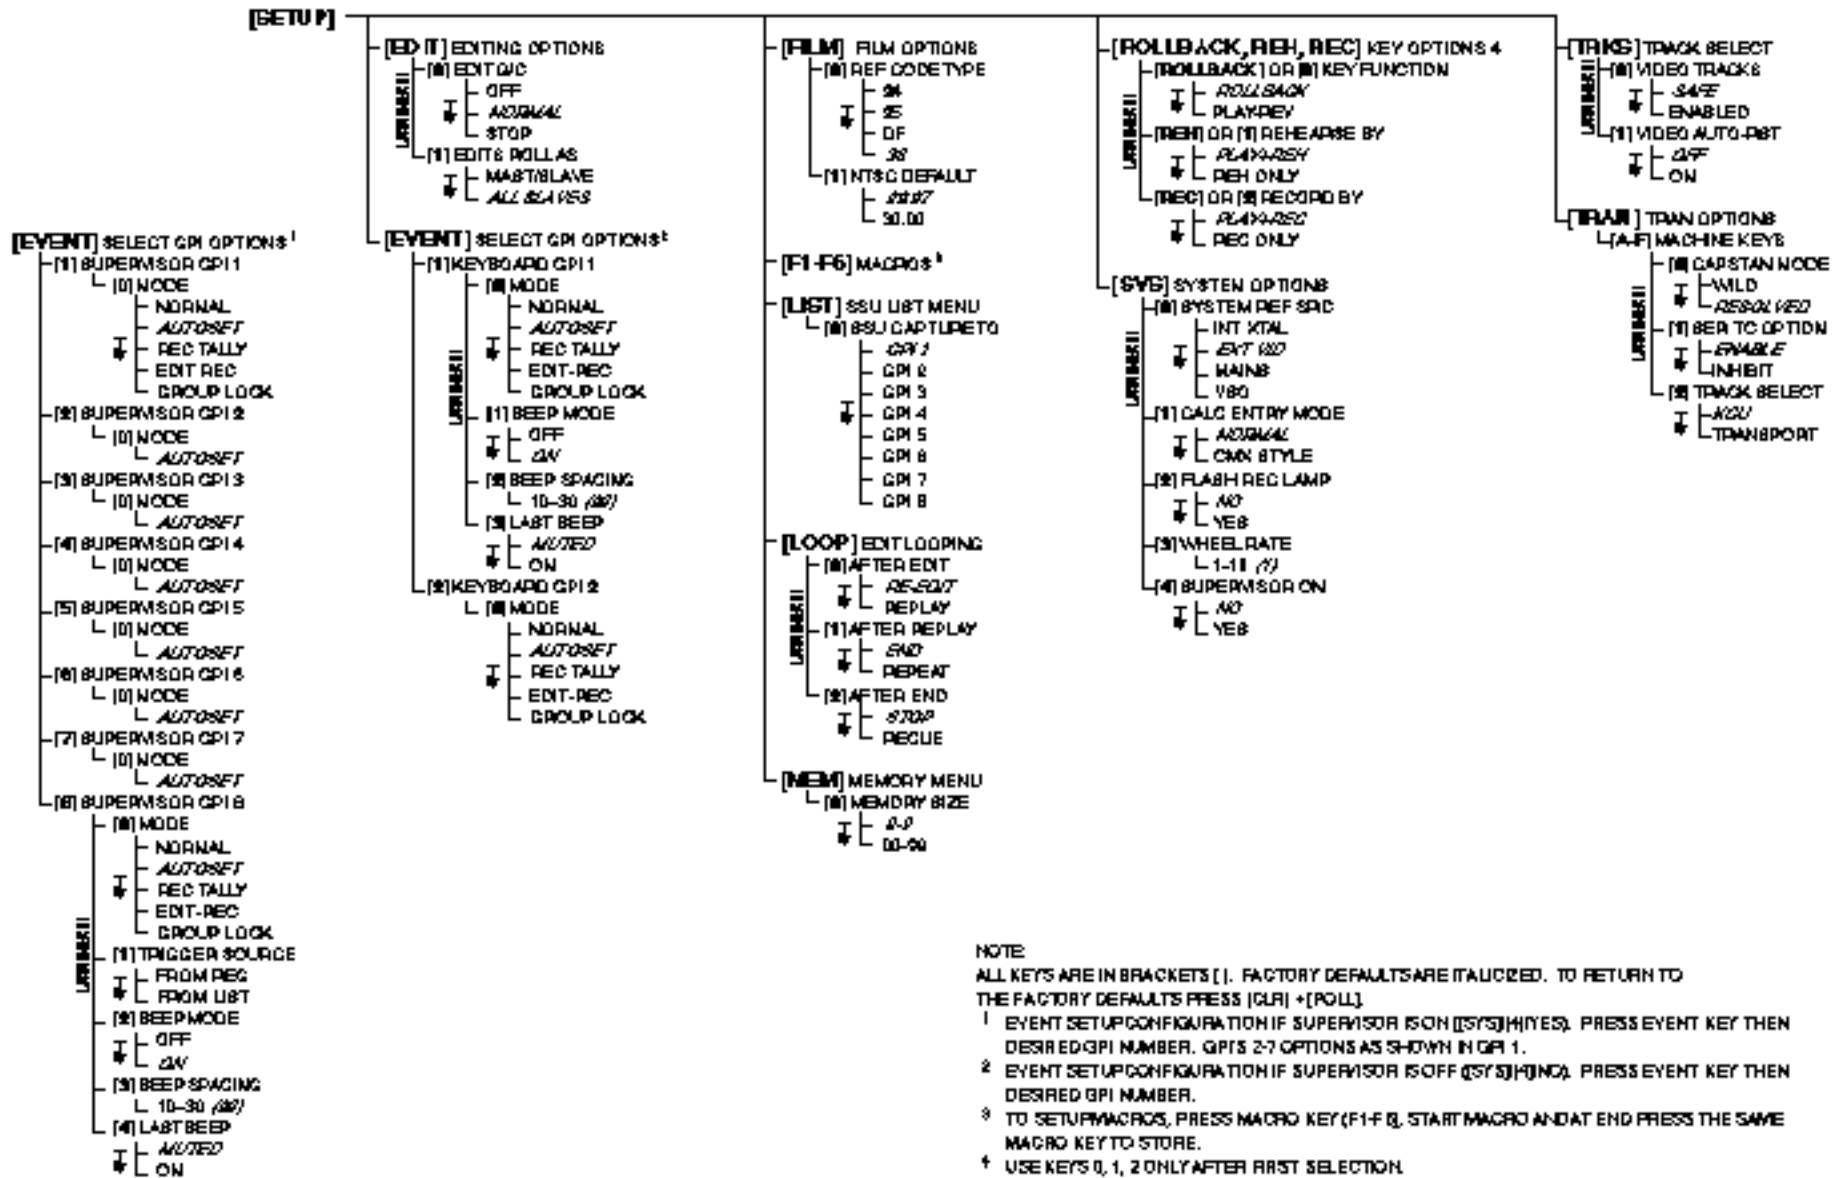 [SETUP]
[EDIT] EDITING OPTIONS
[0] EDIT O/C
OFF
NORMAL
STOP
[1] EDITS ROLL AS
MAST/SLAVE
ALL SLAVES
[EVENT] SELECT GPI OPTIONS 1
[1] SUPERVISOR GPI 1
[0] MODE
NORMAL
AUTOSET
REC TALLY
EDIT REC
GROUP LOCK
[2] SUPERVISOR GPI 2
[0] MODE
AUTOSET
[3] SUPERVISOR GPI 3
[0] MODE
AUTOSET
[4] SUPERVISOR GPI 4
[0] MODE
AUTOSET
[5] SUPERVISOR GPI 5
[0] MODE
AUTOSET
[6] SUPERVISOR GPI 6
[0] MODE
AUTOSET
[7] SUPERVISOR GPI 7
[0] MODE
AUTOSET
[8] SUPERVISOR GPI 8
[0] MODE
NORMAL
AUTOSET
REC TALLY
EDIT-REC
GROUP LOCK
[1] TRIGGER SOURCE
FROM REC
FROM LIST
[2] BEEP MODE
OFF
ON
[3] BEEP SPACING
10–30
[4] LAST BEEP
MUTED
ON
[EVENT] SELECT GPI OPTIONS 2
[1] KEYBOARD GPI 1
[0] MODE
NORMAL
AUTOSET
REC TALLY
EDIT-REC
GROUP LOCK
[1] BEEP MODE
OFF
ON
[2] BEEP SPACING
10–30
[3] LAST BEEP
MUTED
ON
[2] KEYBOARD GPI 2
[0] MODE
NORMAL
AUTOSET
REC TALLY
EDIT-REC
GROUP LOCK
[FILM] FILM OPTIONS
[0] REF CODE TYPE
24
25
DF
30
[1] NTSC DEFAULT
30.00
[F1-F6] MACROS 3
[LIST] SSU LIST MENU
[0] SSU CAPTURE TO
GPI 1
GPI 2
GPI 3
GPI 4
GPI 5
GPI 6
GPI 7
GPI 8
[LOOP] EDIT LOOPING
[0] AFTER EDIT
RE-EDIT
REPLAY
[1] AFTER REPLAY
END
REPEAT
[2] AFTER END
STOP
RECUE
[MEM] MEMORY MENU
[0] MEMORY SIZE
0-9
00-99
[ROLLBACK, REH, REC] KEY OPTIONS 4
[ROLLBACK] OR [0] KEY FUNCTION
ROLLBACK
PLAY-REV
[REH] OR [1] REHEARSE BY
PLAY+REH
REH ONLY
[REC] OR [2] RECORD BY
PLAY+REC
REC ONLY
[SYS] SYSTEM OPTIONS
[0] SYSTEM REF SRC
INT XTAL
EXT VID
MAINS
VSO
[1] CALC ENTRY MODE
NORMAL
CMX STYLE
[2] FLASH REC LAMP
NO
YES
[3] WHEEL RATE
(1)
[4] SUPERVISOR ON
NO
YES
[TRKS] TRACK SELECT
[0] VIDEO TRACKS
SAFE
ENABLED
[1] VIDEO AUTO-RST
OFF
ON
[TRAN] TRAN OPTIONS
[A-F] MACHINE KEYS
[0] CAPSTAN MODE
WILD
RESOLVED
[1] SER TC OPTION
ENABLE
INHIBIT
[2] TRACK SELECT
KCU
TRANSPORT
NOTE:
ALL KEYS ARE IN BRACKETS [ ]. FACTORY DEFAULTS ARE ITALICIZED. TO RETURN TO
THE FACTORY DEFAULTS PRESS [CLR] +[ROLL].
1 EVENT SETUP CONFIGURATION IF SUPERVISOR IS ON ([SYS][4][YES). PRESS EVENT KEY THEN
DESIRED GPI NUMBER. GPI'S 2-7 OPTIONS AS SHOWN IN GPI 1.
2 EVENT SETUP CONFIGURATION IF SUPERVISOR IS OFF ([SYS][4][NO). PRESS EVENT KEY THEN
DESIRED GPI NUMBER.
3 TO SETUP MACROS, PRESS MACRO KEY (F1-F6), START MACRO AND AT END PRESS THE SAME
MACRO KEY TO STORE.
4 USE KEYS 0, 1, 2 ONLY AFTER FIRST SELECTION.